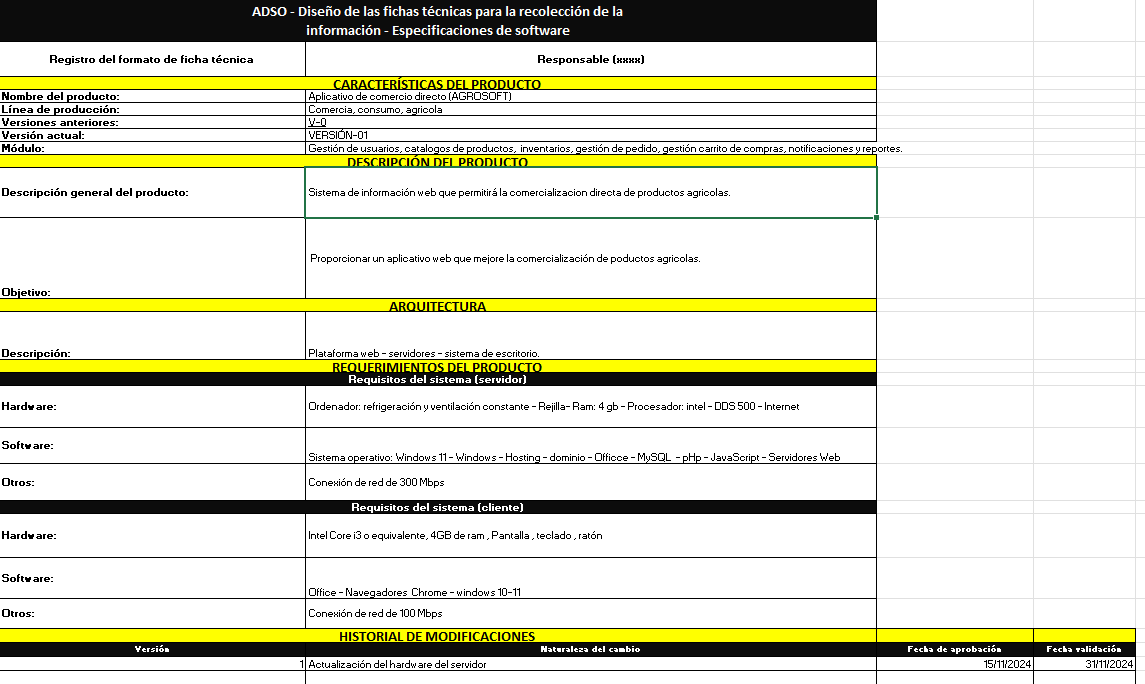 ADSO - Diseño de las fichas técnicas para la recolección de la
información - Especificaciones de software
Registro del formato de ficha técnica
Responsable (xxxx)
CARACTERÍSTICAS DEL PRODUCTO
Nombre del producto:
Aplicativo de comercio directo (AGROSOFT)
Línea de producción:
Comercia, consumo, agricola
Versiones anteriores:
V-0
Versión actual:
VERSIÓN-01
Módulo:
Gestión de usuarios, catalogos de productos, inventarios, gestión de pedido, gestión carrito de compras, notificaciones y reportes.
DESCRIPCIÓN DEL PRODUCTO
Descripción general del producto:
Sistema de información web que permitirá la comercializacion directa de productos agricolas.
Proporcionar un aplicativo web que mejore la comercialización de poductos agricolas.
Objetivo:
ARQUITECTURA
Descripción:
Plataforma web - servidores - sistema de escritorio.
REQUERIMIENTOS DEL PRODUCTO
Requisitos del sistema (servidor)
Hardware:
Ordenador: refrigeración y ventilación constante - Rejilla- Ram: 4 gb - Procesador: intel - DDS 500 - Internet
Software:
Sistema operativo: Windows 11 - Windows - Hosting - dominio - Officce - MySQL - pHp - JavaScript - Servidores Web
Otros:
Conexión de red de 300 Mbps
Requisitos del sistema (cliente)
Hardware:
Intel Core i3 o equivalente, 4GB de ram , Pantalla , teclado , ratón
Software:
Office - Navegadores Chrome - windows 10-11
Otros:
Conexión de red de 100 Mbps
HISTORIAL DE MODIFICACIONES
Versión
Naturaleza del cambio
Fecha de aprobación
Fecha validación
1
Actualización del hardware del servidor
15/11/2024
31/11/2024